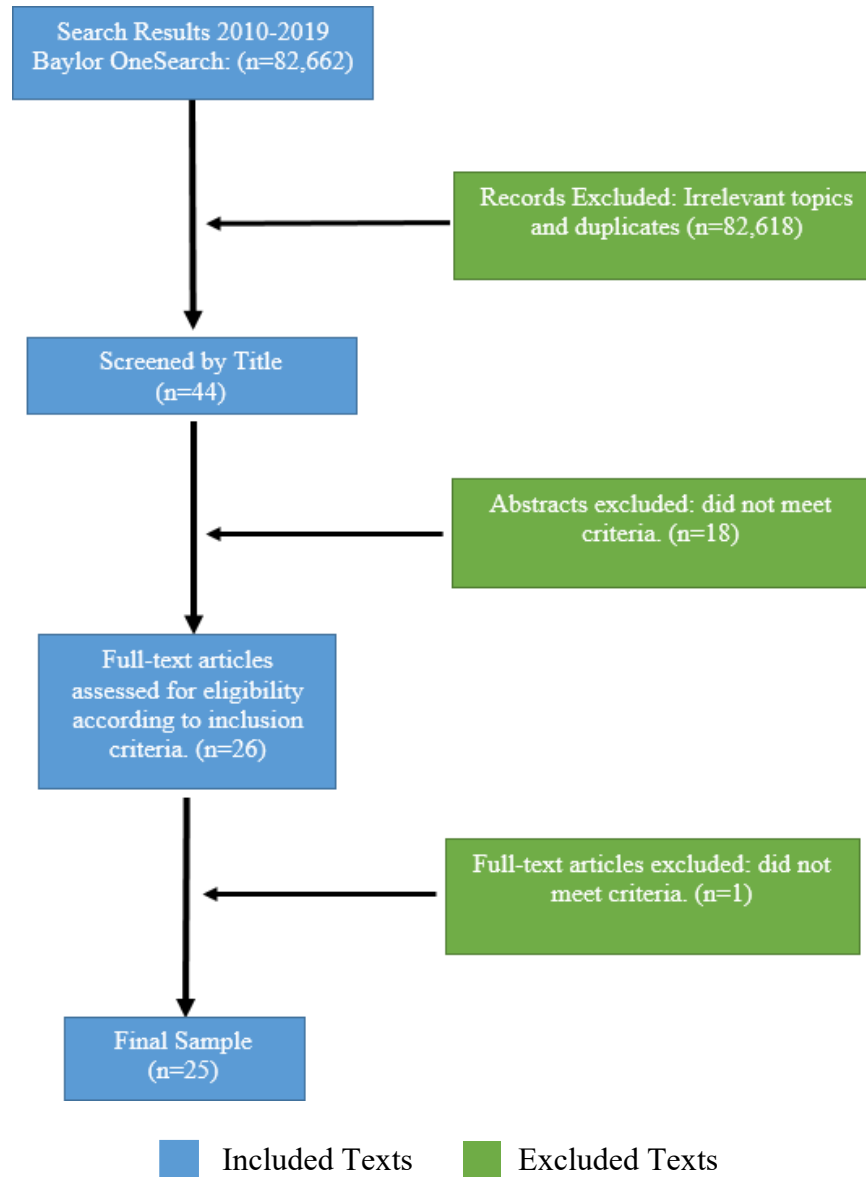 Search Results 2010-2019
Baylor OneSearch: (n=82,662)
Records Excluded: Irrelevant topics
and duplicates (n=82,618)
Screened by Title
(n=44)
Abstracts excluded: did not meet
criteria. (n=18)
Full-text articles
assessed for eligibility
according to inclusion
criteria. (n=26)
Full-text articles excluded: did not
meet criteria. (n=1)
Final Sample
(n=25)
Included Texts
Excluded Texts